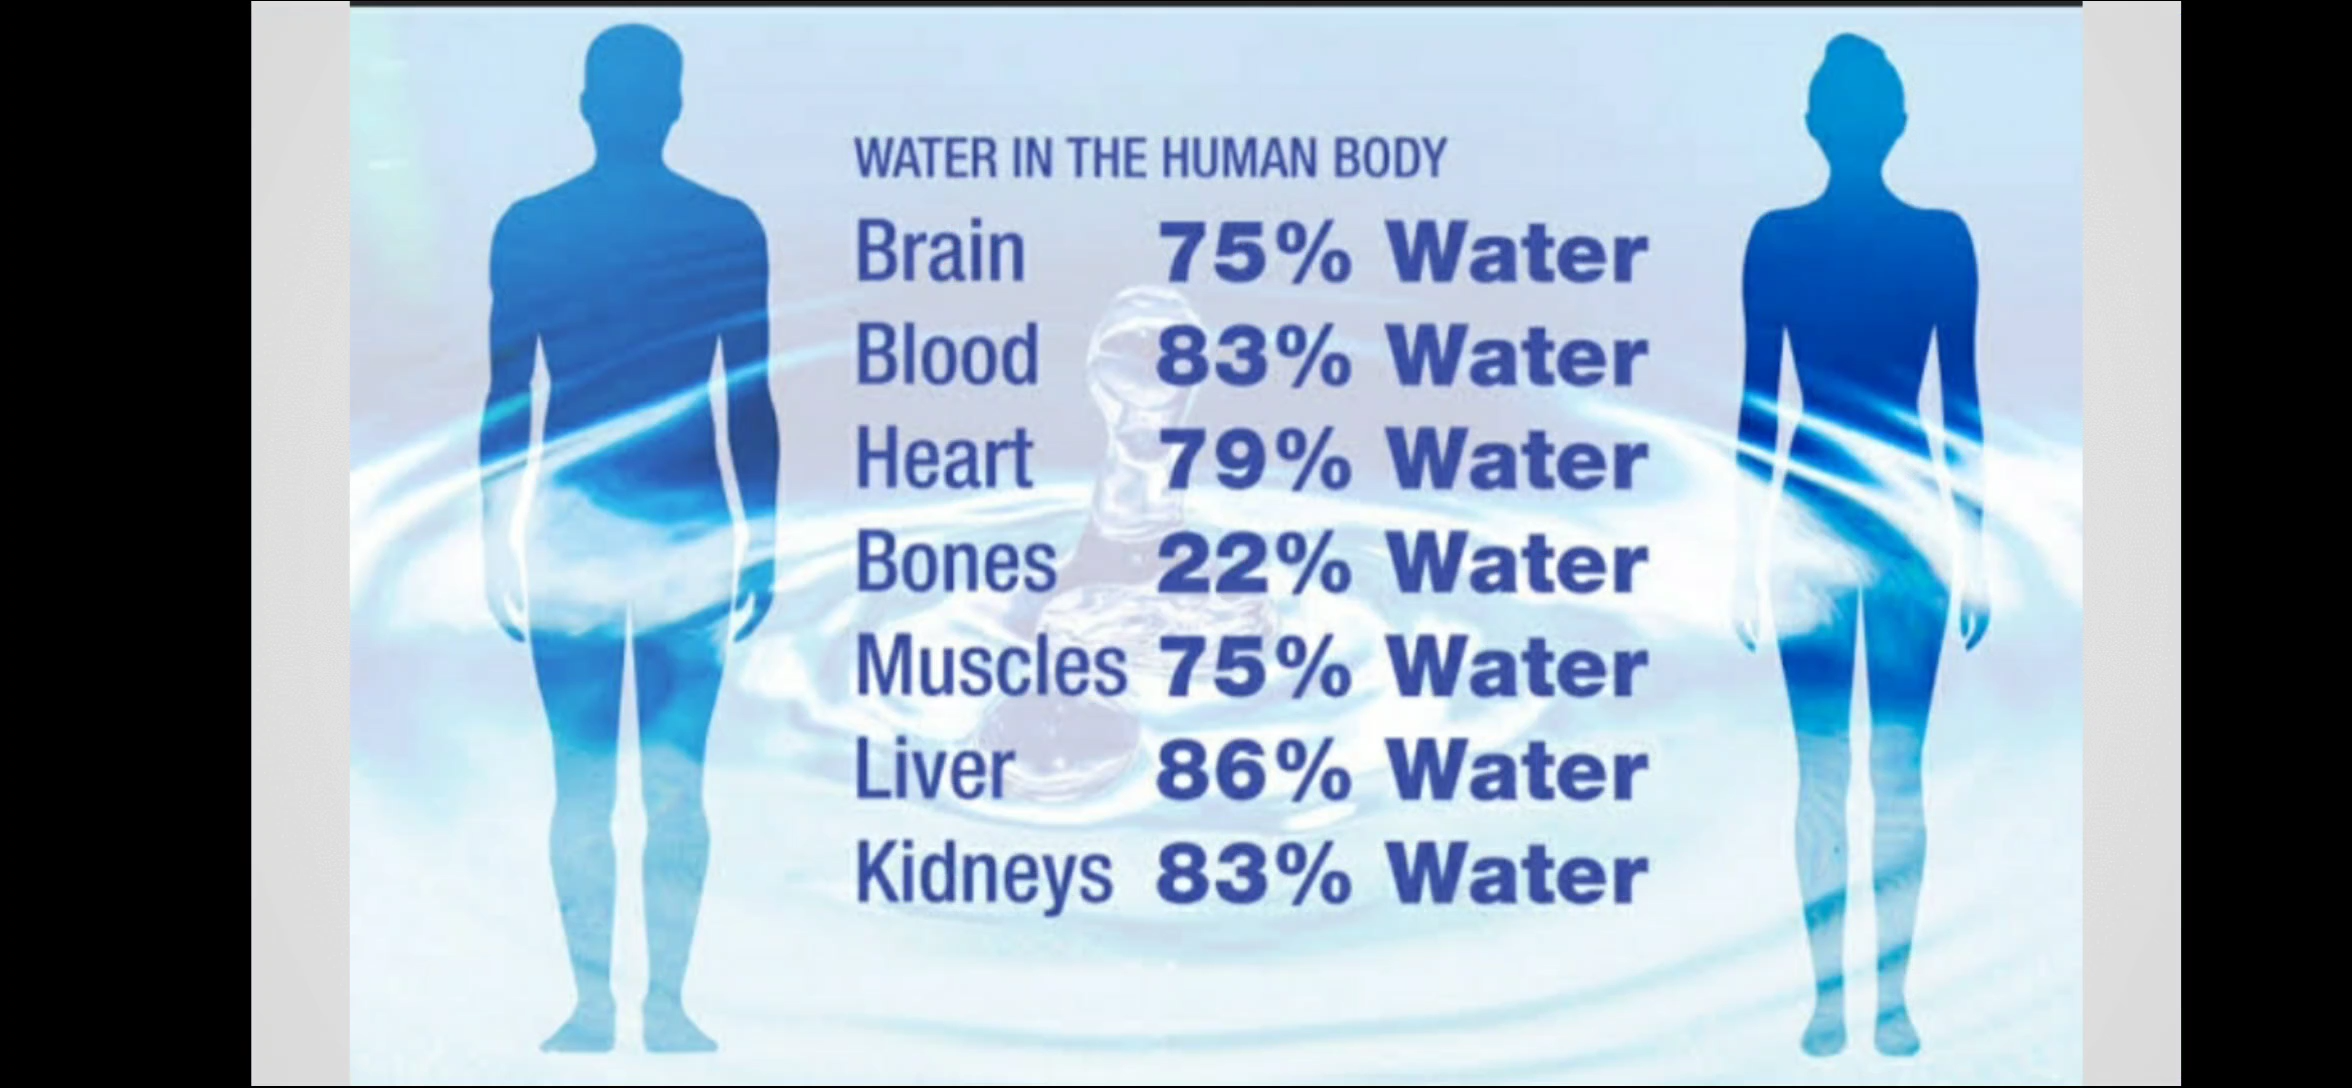 WATER IN THE HUMAN BODY
Brain 75% Water
Blood 83% Water
Heart 79% Water
Bones 22% Water
Muscles 75% Water
Liver 86% Water
Kidneys 83% Water